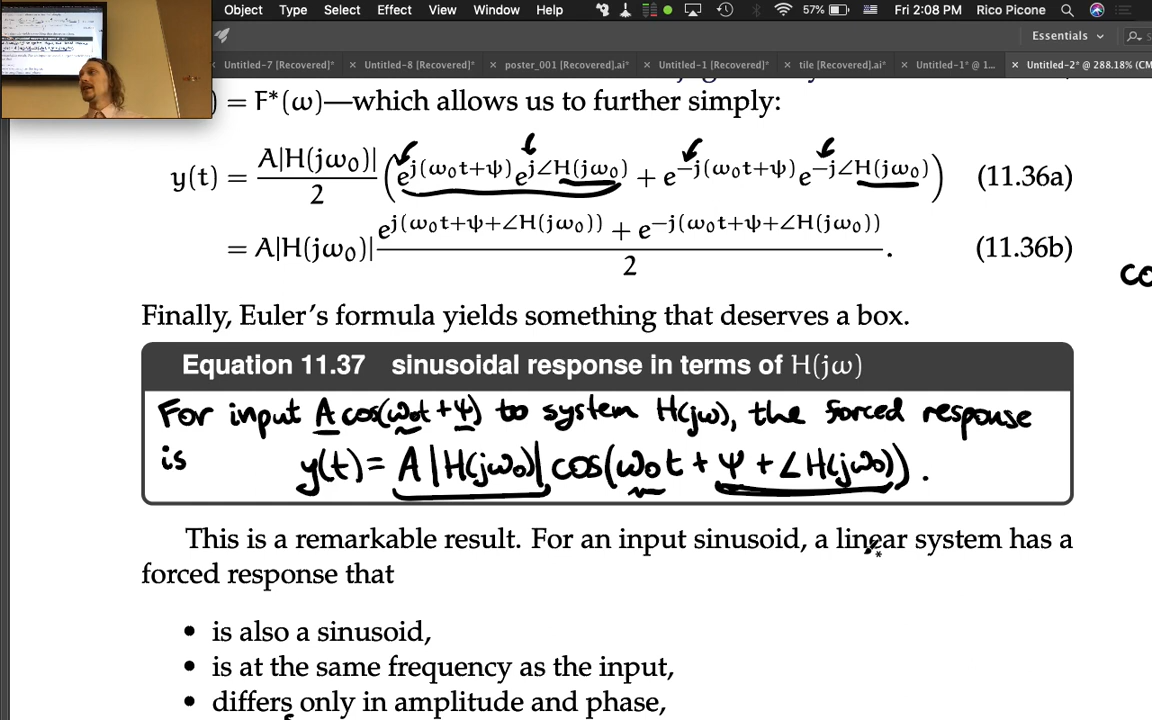 Object Type Select Effect View Window Help 57% Fri 2:08 PM Rico Picone
Essentials
Untitled-7 [Recovered]* × Untitled-8 [Recovered]* × poster_001 [Recovered].ai* × Untitled-1 [Recovered]* × tile [Recovered].ai* × Untitled-1* @ 1... × Untitled-2* @ 288.18% (CM
) = F*(ω)—which allows us to further simply:
y(t) = A|H(jω₀)|/2 (e^{j(ω₀t+ψ)} e^{j∠H(jω₀)} + e^{−j(ω₀t+ψ)} e^{−j∠H(jω₀)}) (11.36a)
= A|H(jω₀)| (e^{j(ω₀t+ψ+∠H(jω₀))} + e^{−j(ω₀t+ψ+∠H(jω₀))})/2 . (11.36b)
co
Finally, Euler's formula yields something that deserves a box.
Equation 11.37 sinusoidal response in terms of H(jω)
For input A cos(ω₀t + ψ) to system H(jω), the forced response
is y(t) = A |H(jω₀)| cos(ω₀t + ψ + ∠H(jω₀)).
This is a remarkable result. For an input sinusoid, a linear system has a
forced response that
• is also a sinusoid,
• is at the same frequency as the input,
• differs only in amplitude and phase,